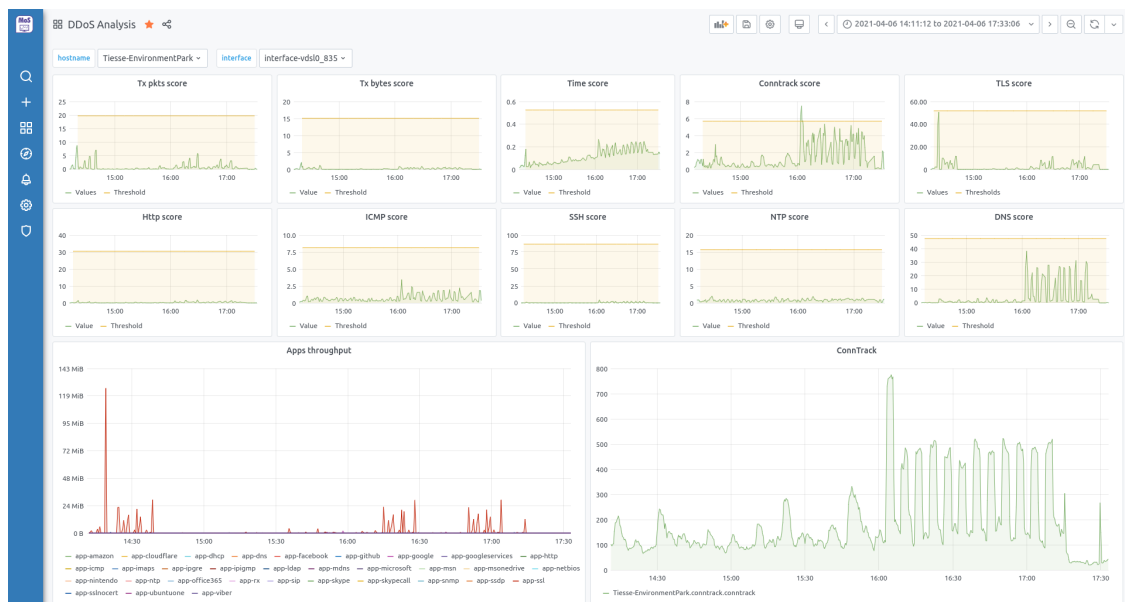 MoS
DDoS Analysis
2021-04-06 14:11:12 to 2021-04-06 17:33:06
hostname Tiesse-EnvironmentPark interface interface-vdsl0_835
Tx pkts score
25
20
15
10
5
0
15:00 16:00 17:00
Values Threshold
Tx bytes score
20
15
10
5
0
15:00 16:00 17:00
Value Threshold
Time score
0.6
0.4
0.2
0
15:00 16:00 17:00
Value Threshold
Conntrack score
8
6
4
2
0
15:00 16:00 17:00
Values Threshold
TLS score
60.00
40.00
20.00
0
15:00 16:00 17:00
Values Thresholds
Http score
40
30
20
10
0
15:00 16:00 17:00
Value Threshold
ICMP score
10.0
7.5
5.0
2.5
0
15:00 16:00 17:00
Value Threshold
SSH score
100
75
50
25
0
15:00 16:00 17:00
Value Threshold
NTP score
20
15
10
5
0
15:00 16:00 17:00
Value Threshold
DNS score
50
40
30
20
10
0
15:00 16:00 17:00
Value Threshold
Apps throughput
143 MiB
119 MiB
95 MiB
72 MiB
48 MiB
24 MiB
0 B
14:30 15:00 15:30 16:00 16:30 17:00 17:30
app-amazon app-cloudflare app-dhcp app-dns app-facebook app-github app-google app-googleservices app-http
app-icmp app-imaps app-ipgre app-ipigmp app-ldap app-mdns app-microsoft app-msn app-msonedrive app-netbios
app-nintendo app-ntp app-office365 app-rx app-sip app-skype app-skypecall app-snmp app-ssdp app-ssl
app-sslnocert app-ubuntuone app-viber
ConnTrack
800
700
600
500
400
300
200
100
0
14:30 15:00 15:30 16:00 16:30 17:00 17:30
Tiesse-EnvironmentPark.conntrack.conntrack